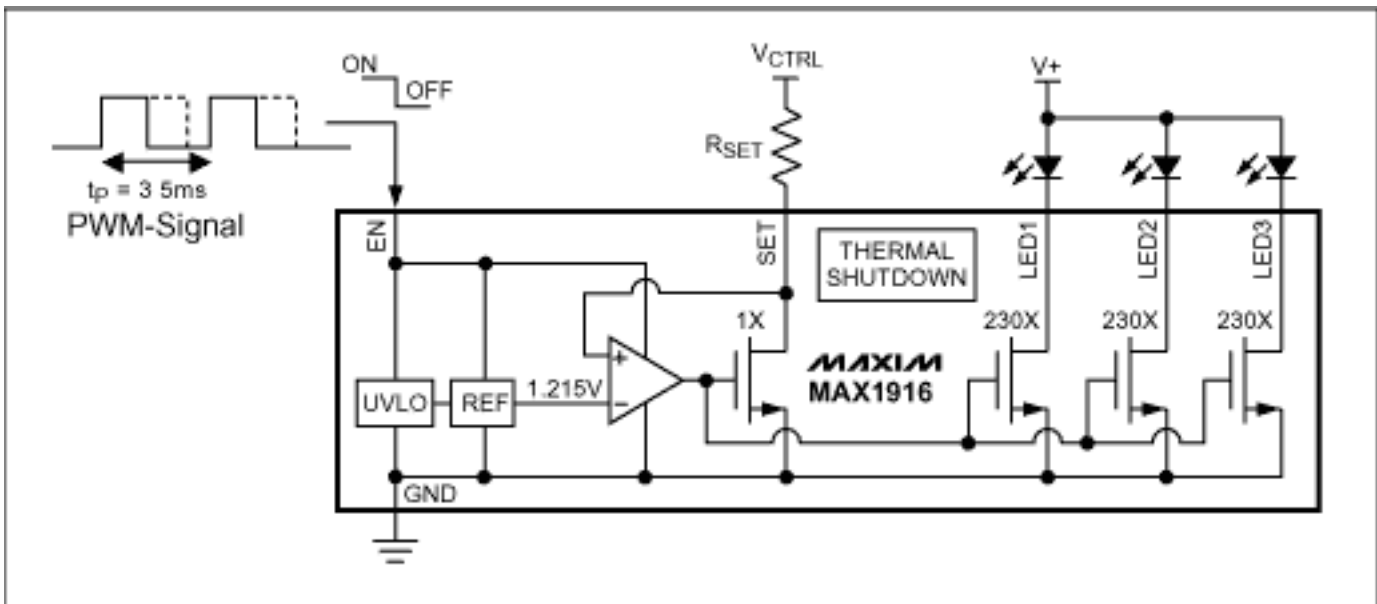 ON
OFF
tP = 3 5ms
PWM-Signal
VCTRL
RSET
V+
EN
SET
THERMAL
SHUTDOWN
LED1
LED2
LED3
1X
230X
230X
230X
MAXIM
MAX1916
UVLO
REF
1.215V
+
−
GND